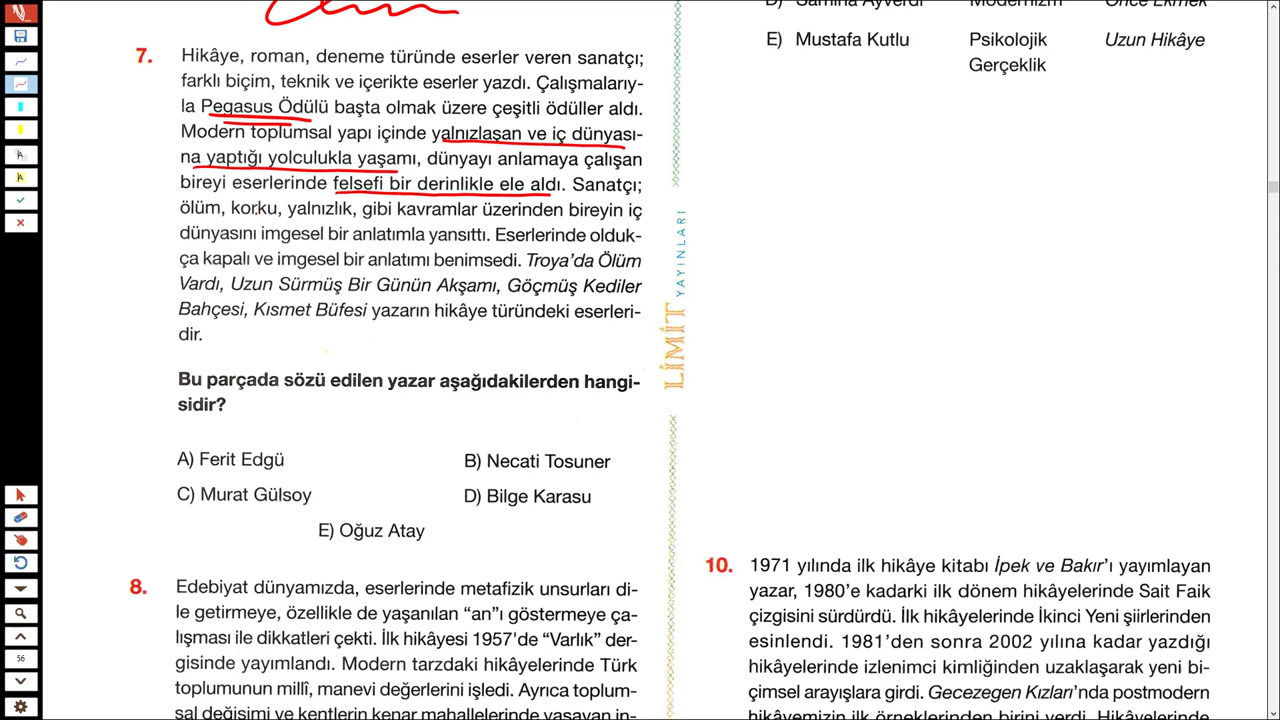 7. Hikâye, roman, deneme türünde eserler veren sanatçı;
farklı biçim, teknik ve içerikte eserler yazdı. Çalışmalarıy-
la Pegasus Ödülü başta olmak üzere çeşitli ödüller aldı.
Modern toplumsal yapı içinde yalnızlaşan ve iç dünyası-
na yaptığı yolculukla yaşamı, dünyayı anlamaya çalışan
bireyi eserlerinde felsefi bir derinlikle ele aldı. Sanatçı;
ölüm, korku, yalnızlık, gibi kavramlar üzerinden bireyin iç
dünyasını imgesel bir anlatımla yansıttı. Eserlerinde olduk-
ça kapalı ve imgesel bir anlatımı benimsedi. Troya’da Ölüm
Vardı, Uzun Sürmüş Bir Günün Akşamı, Göçmüş Kediler
Bahçesi, Kısmet Büfesi yazarın hikâye türündeki eserleri-
dir.
Bu parçada sözü edilen yazar aşağıdakilerden hangi-
sidir?
A) Ferit Edgü B) Necati Tosuner
C) Murat Gülsoy D) Bilge Karasu
E) Oğuz Atay
8. Edebiyat dünyamızda, eserlerinde metafizik unsurları di-
le getirmeye, özellikle de yaşanılan “an”ı göstermeye ça-
lışması ile dikkatleri çekti. İlk hikâyesi 1957'de “Varlık” der-
gisinde yayımlandı. Modern tarzdaki hikâyelerinde Türk
toplumunun millî, manevi değerlerini işledi. Ayrıca toplum-
sal değişimi ve kentlerin kenar mahallelerinde yaşayan in-
LİMİT YAYINLARI
D) Samiha Ayverdi Modernizm Önce Ekmek
E) Mustafa Kutlu Psikolojik Uzun Hikâye
Gerçeklik
10. 1971 yılında ilk hikâye kitabı İpek ve Bakır’ı yayımlayan
yazar, 1980’e kadarki ilk dönem hikâyelerinde Sait Faik
çizgisini sürdürdü. İlk hikâyelerinde İkinci Yeni şiirlerinden
esinlendi. 1981’den sonra 2002 yılına kadar yazdığı
hikâyelerinde izlenimci kimliğinden uzaklaşarak yeni bi-
çimsel arayışlara girdi. Gecezegen Kızları’nda postmodern
hikâyemizin ilk örneklerinden birini verdi. Hikâyelerinde
56